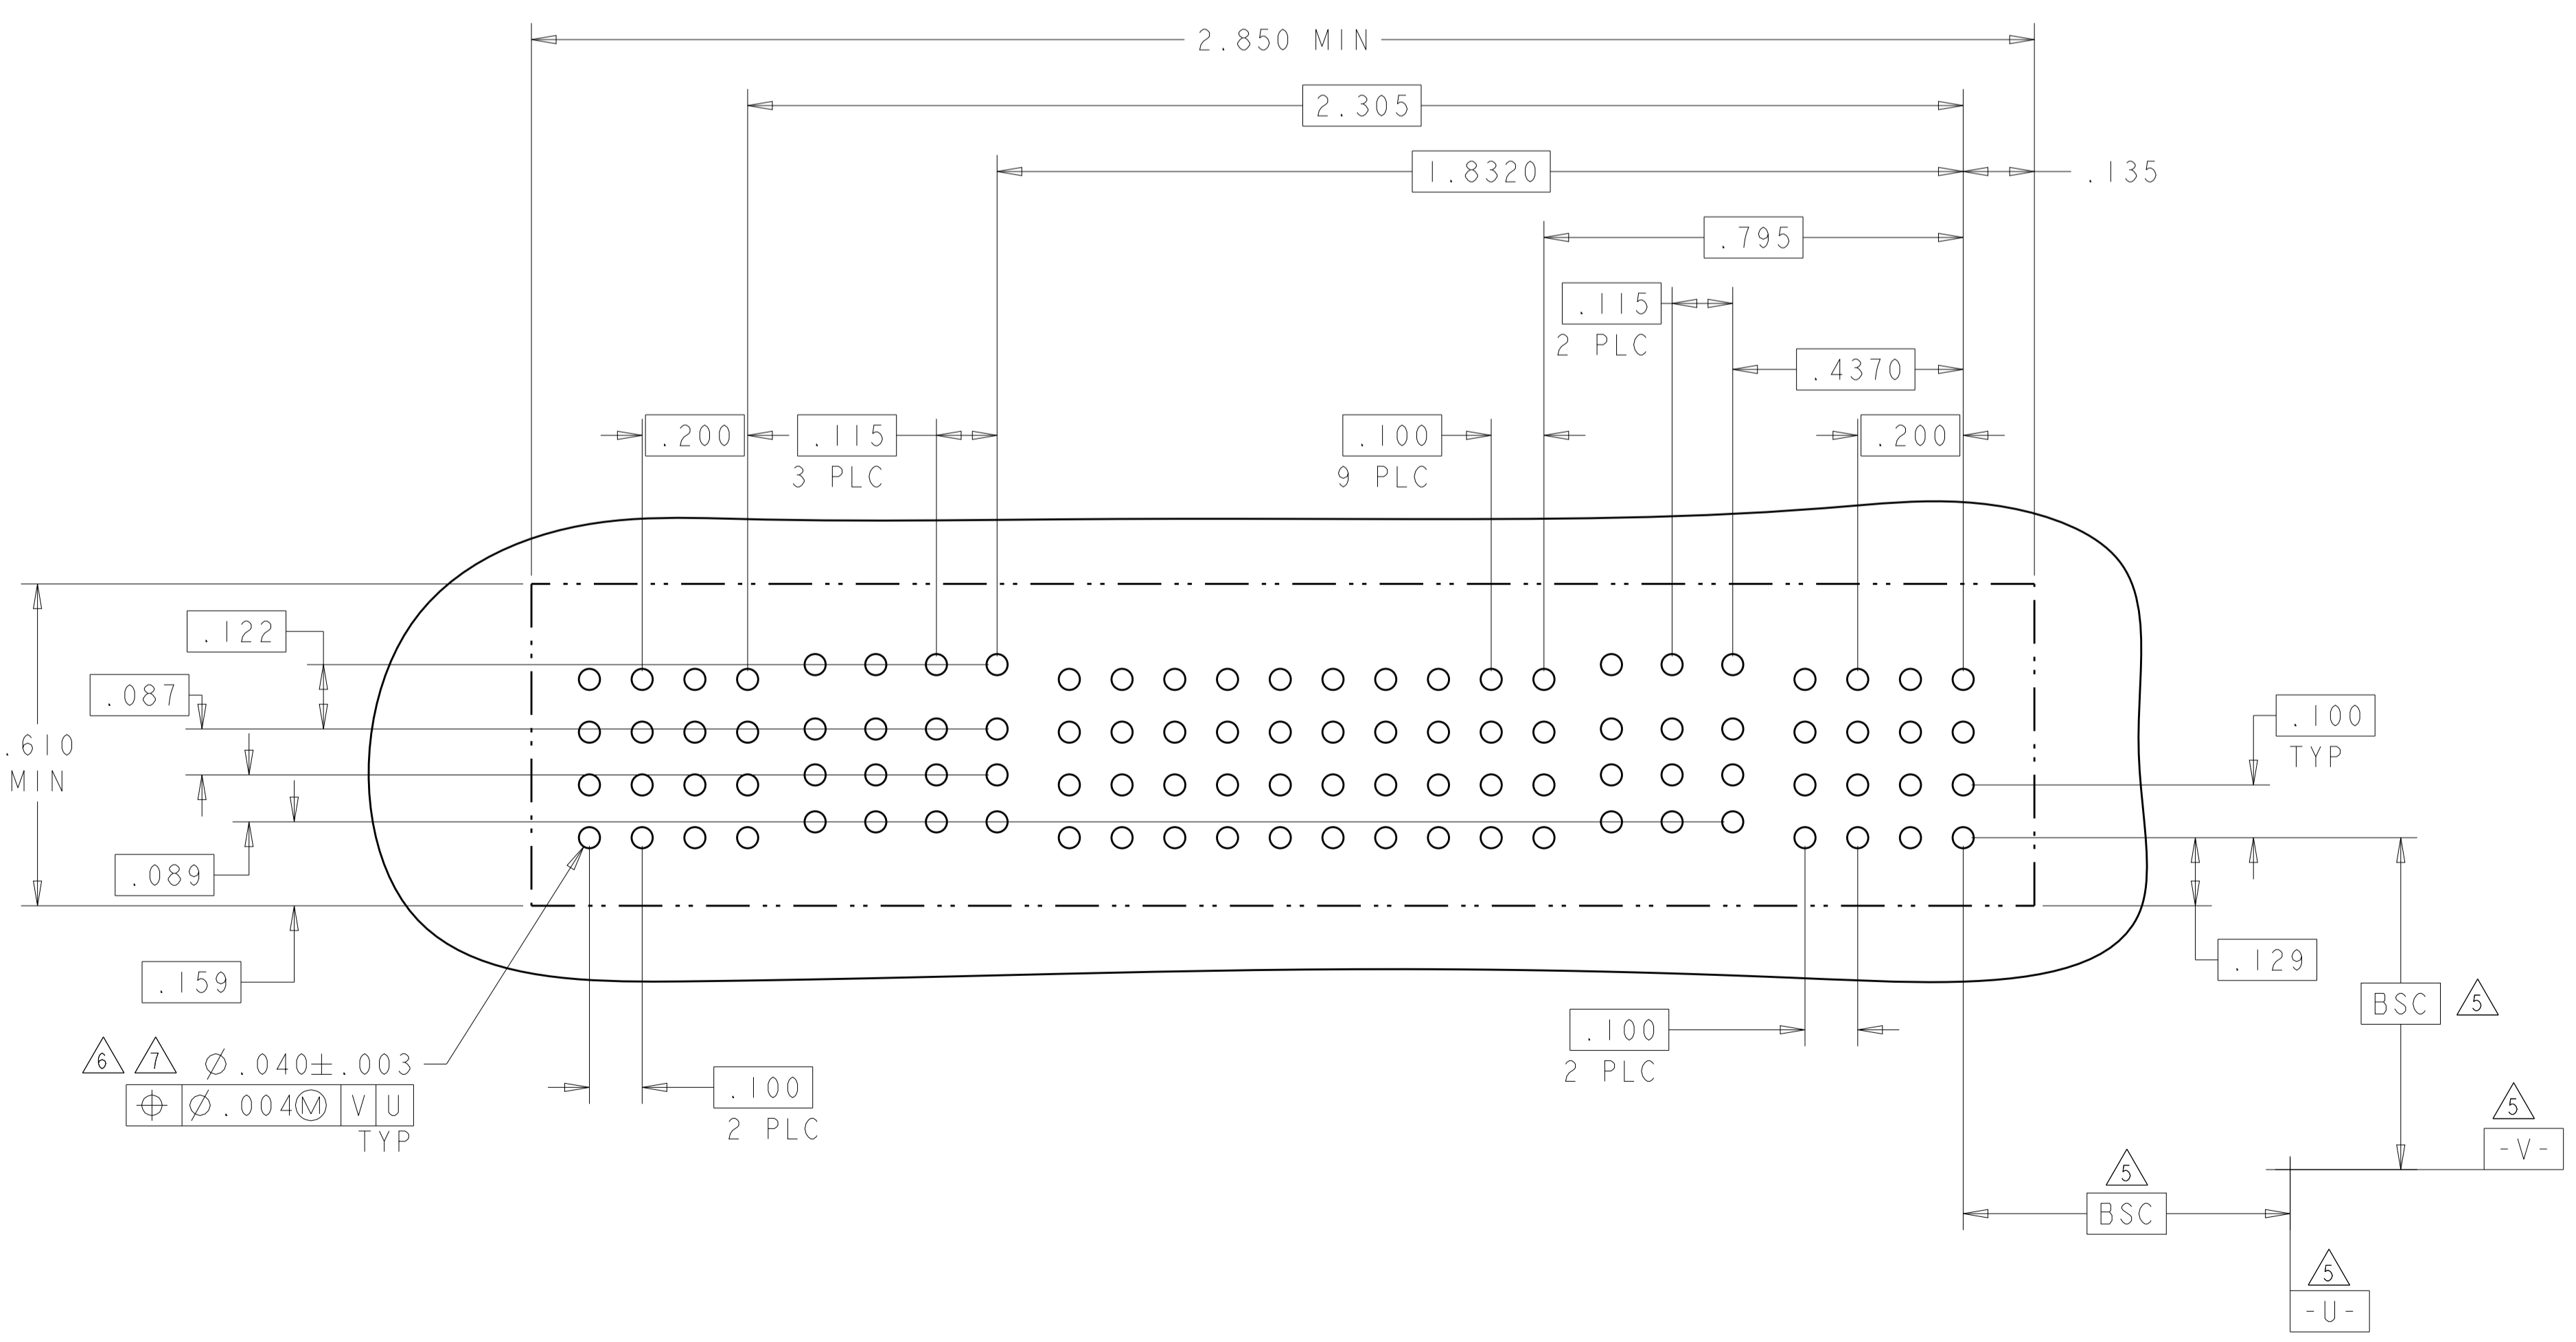 2.850 MIN
2.305
1.8320
.135
.795
.115
2 PLC
.4370
.200
.115
3 PLC
.100
9 PLC
.200
.122
.087
.610
MIN
.100
TYP
.089
.129
.159
BSC 5
.100
2 PLC
6 7 Ø.040±.003
⌖ Ø.004Ⓜ V U
TYP
.100
2 PLC
5
-V-
5
BSC
5
-U-